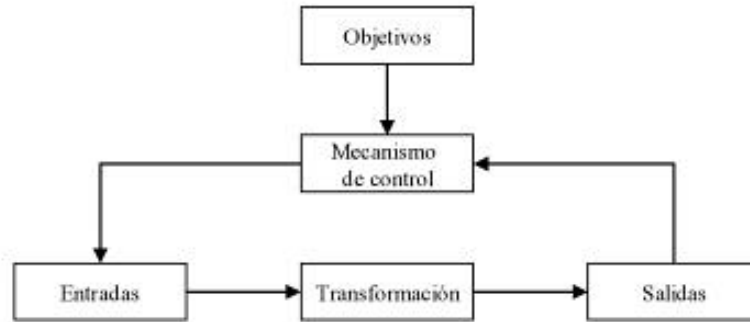 Objetivos
Mecanismo
de control
Entradas
Transformación
Salidas